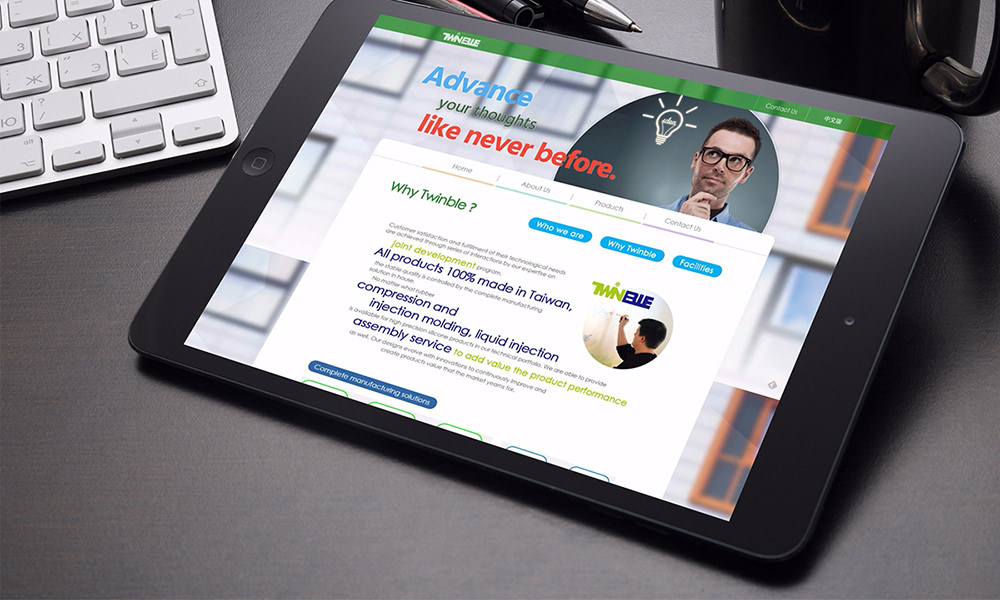 TWINBLE
Contact Us
中文版
Advance
your thoughts
like never before.
idea
Home
About Us
Products
Contact Us
Why Twinble ?
Who we are
Why Twinble
Facilities
Customer satisfaction and fulfillment of their technological needs
are achieved through series of interactions by our expertise on
joint development program.
All products 100% made in Taiwan,
the stable quality is controlled by the complete manufacturing
solution in house.
No matter what rubber
compression and
injection molding, liquid injection
is available for high precision silicone products in our technical portfolio. We are able to provide
assembly service to add value the product performance
as well. Our designs evolve with innovations to continuously improve and
create products value that the market yearns for.
TWINBLE
Complete manufacturing solutions
Ъ
Х
З
Ё
Э
Ж
?
Ю
alt